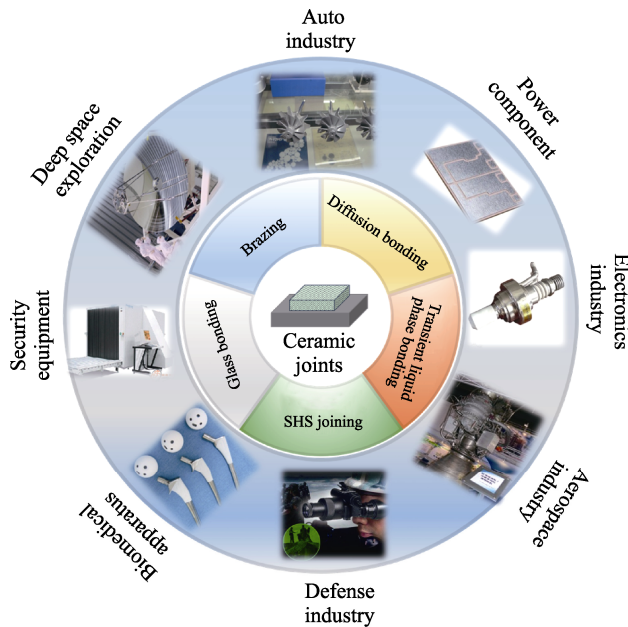 Auto
industry
Power
component
Electronics
industry
Aerospace
industry
Defense
industry
Biomedical
apparatus
Security
equipment
Deep space
exploration
Brazing
Diffusion bonding
Transient liquid
phase bonding
SHS joining
Glass bonding
Ceramic
joints